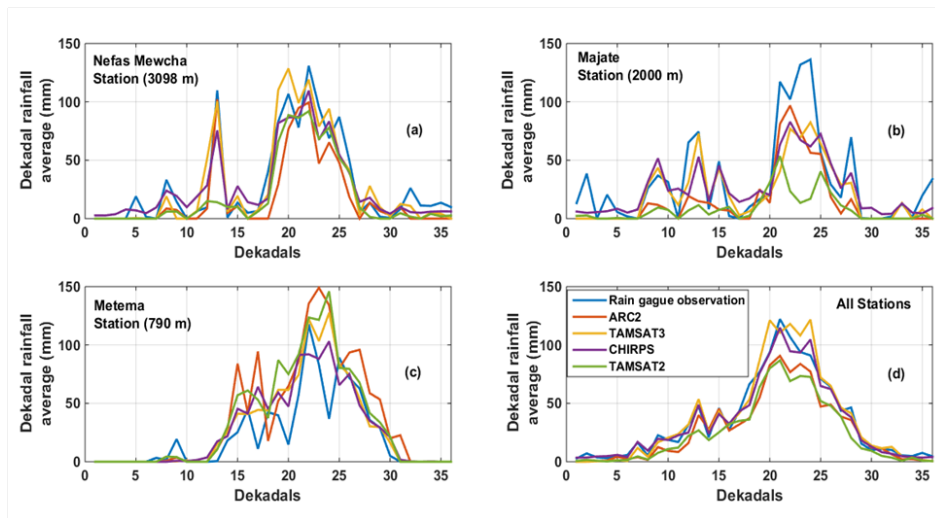 Nefas Mewcha
Station (3098 m)
(a)
Dekadal rainfall
average (mm)
150
100
50
0
0 5 10 15 20 25 30 35
Dekadals
Majate
Station (2000 m)
(b)
Dekadal rainfall
average (mm)
150
100
50
0
0 5 10 15 20 25 30 35
Dekadals
Metema
Station (790 m)
(c)
Dekadal rainfall
average (mm)
150
100
50
0
0 5 10 15 20 25 30 35
Dekadals
Rain gague observation
ARC2
TAMSAT3
CHIRPS
TAMSAT2
All Stations
(d)
Dekadal rainfall
average (mm)
150
100
50
0
0 5 10 15 20 25 30 35
Dekadals